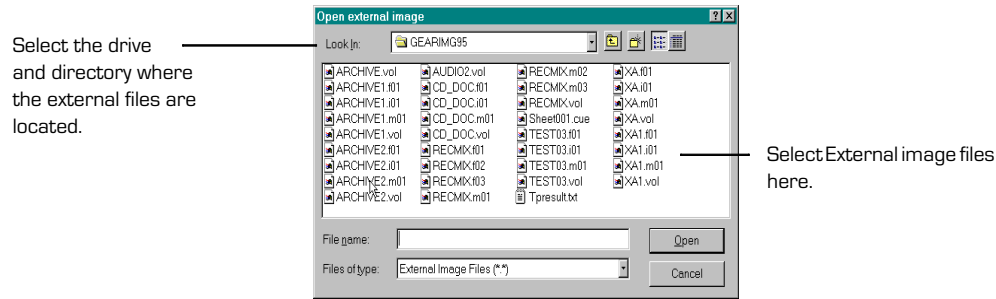 Open external image
Select the drive
and directory where
the external files are
located.
Look In: GEARIMG95
ARCHIVE.vol AUDIO2.vol RECMIX.m02 XA.f01
ARCHIVE1.f01 CD_DOC.f01 RECMIX.m03 XA.i01
ARCHIVE1.i01 CD_DOC.i01 RECMIX.vol XA.m01
ARCHIVE1.m01 CD_DOC.m01 Sheet001.cue XA.vol
ARCHIVE1.vol CD_DOC.vol TEST03.f01 XA1.f01
ARCHIVE2.f01 RECMIX.f01 TEST03.i01 XA1.i01
ARCHIVE2.i01 RECMIX.f02 TEST03.m01 XA1.m01
ARCHIVE2.m01 RECMIX.f03 TEST03.vol XA1.vol
ARCHIVE2.vol RECMIX.m01 Tpresult.txt
Select External image files
here.
File name: Open
Files of type: External Image Files (*.*) Cancel